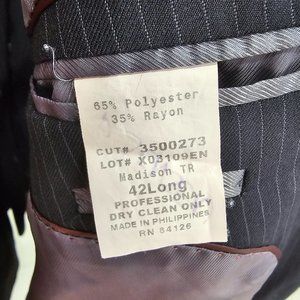 65% Polyester
35% Rayon
CUT# 3500273
LOT# X03109EN
Madison TR
42Long
PROFESSIONAL
DRY CLEAN ONLY
MADE IN PHILIPPINES
RN 84126